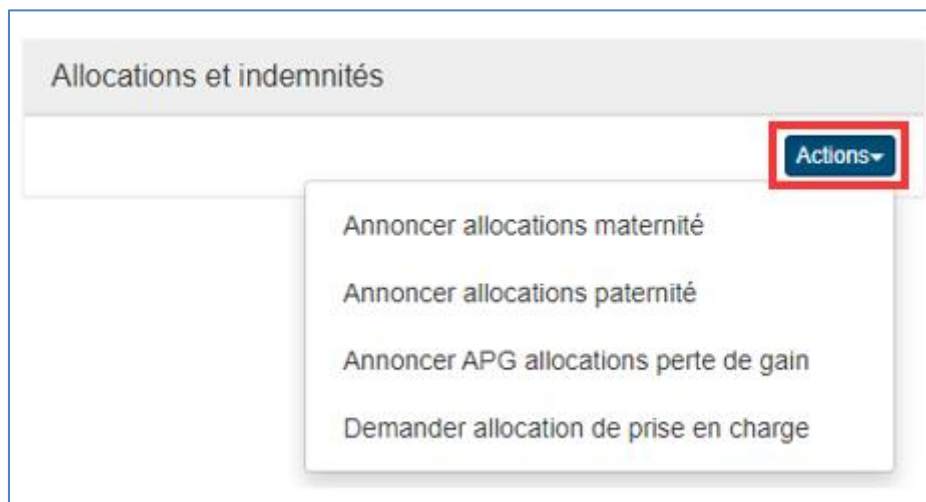 Allocations et indemnités
Actions
Annoncer allocations maternité
Annoncer allocations paternité
Annoncer APG allocations perte de gain
Demander allocation de prise en charge